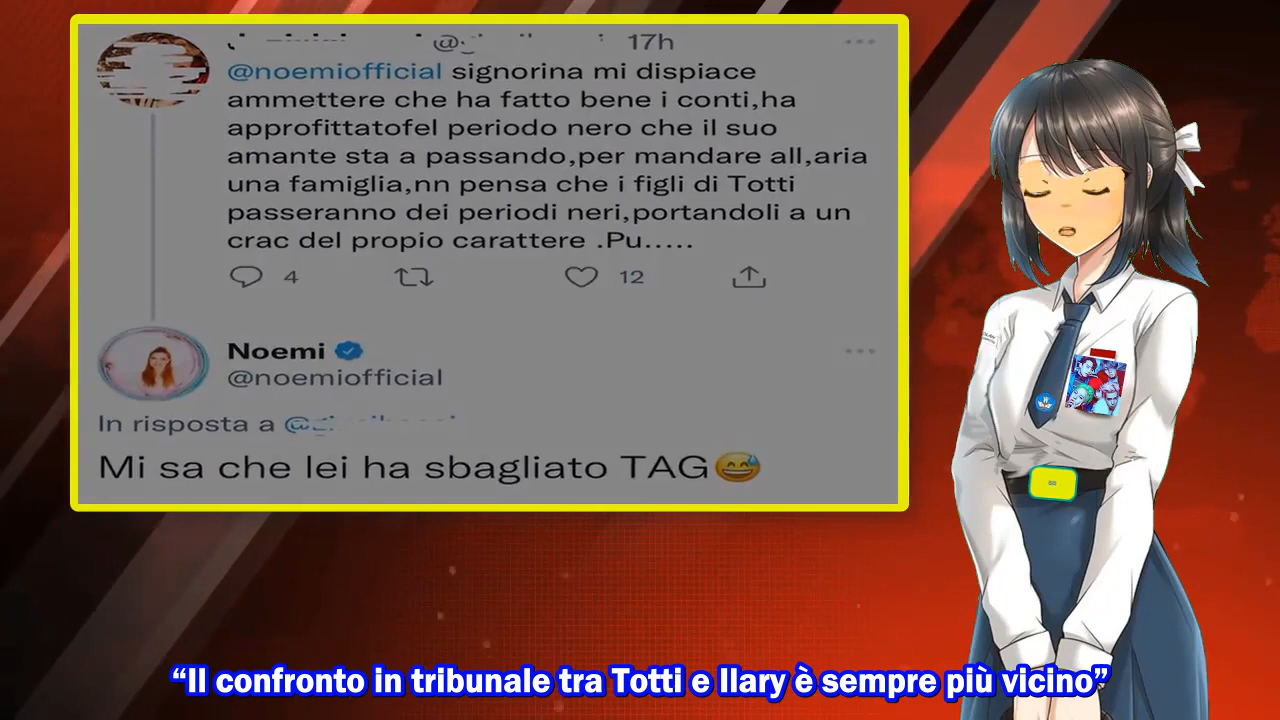 17h
@noemiofficial signorina mi dispiace
ammettere che ha fatto bene i conti,ha
approfittatofel periodo nero che il suo
amante sta a passando,per mandare all,aria
una famiglia,nn pensa che i figli di Totti
passeranno dei periodi neri,portandoli a un
crac del propio carattere .Pu.....
4 12
Noemi
@noemiofficial
In risposta a
Mi sa che lei ha sbagliato TAG😅
“Il confronto in tribunale tra Totti e Ilary è sempre più vicino”